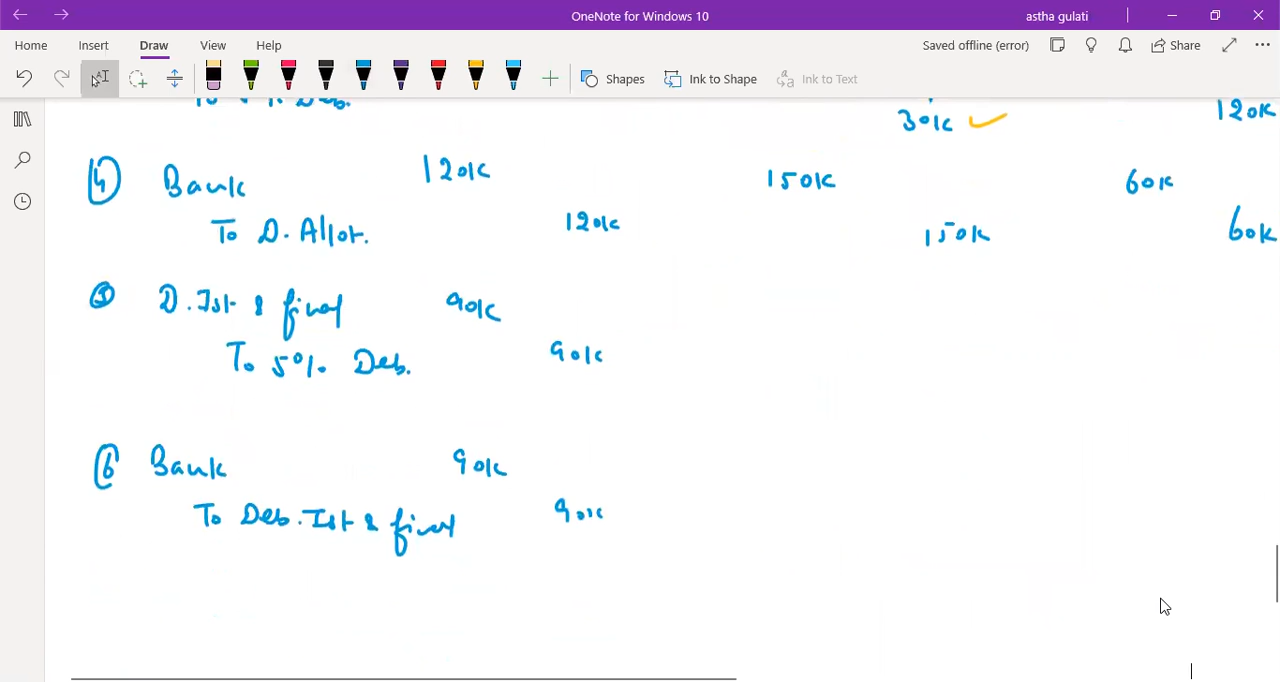 OneNote for Windows 10
astha gulati
Home Insert Draw View Help
Saved offline (error) Share
Shapes Ink to Shape Ink to Text
Deb.
30K 120K
4 Bank 120K 150K 60K
To D. Allot. 120K 150K 60K
5 D. Ist & final 90K
To 5% Deb. 90K
6 Bank 90K
To Deb. Ist & final 90K